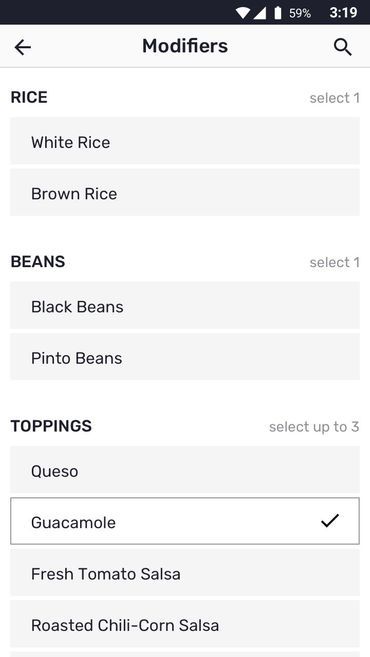 59% 3:19
Modifiers
RICE select 1
White Rice
Brown Rice
BEANS select 1
Black Beans
Pinto Beans
TOPPINGS select up to 3
Queso
Guacamole
Fresh Tomato Salsa
Roasted Chili-Corn Salsa